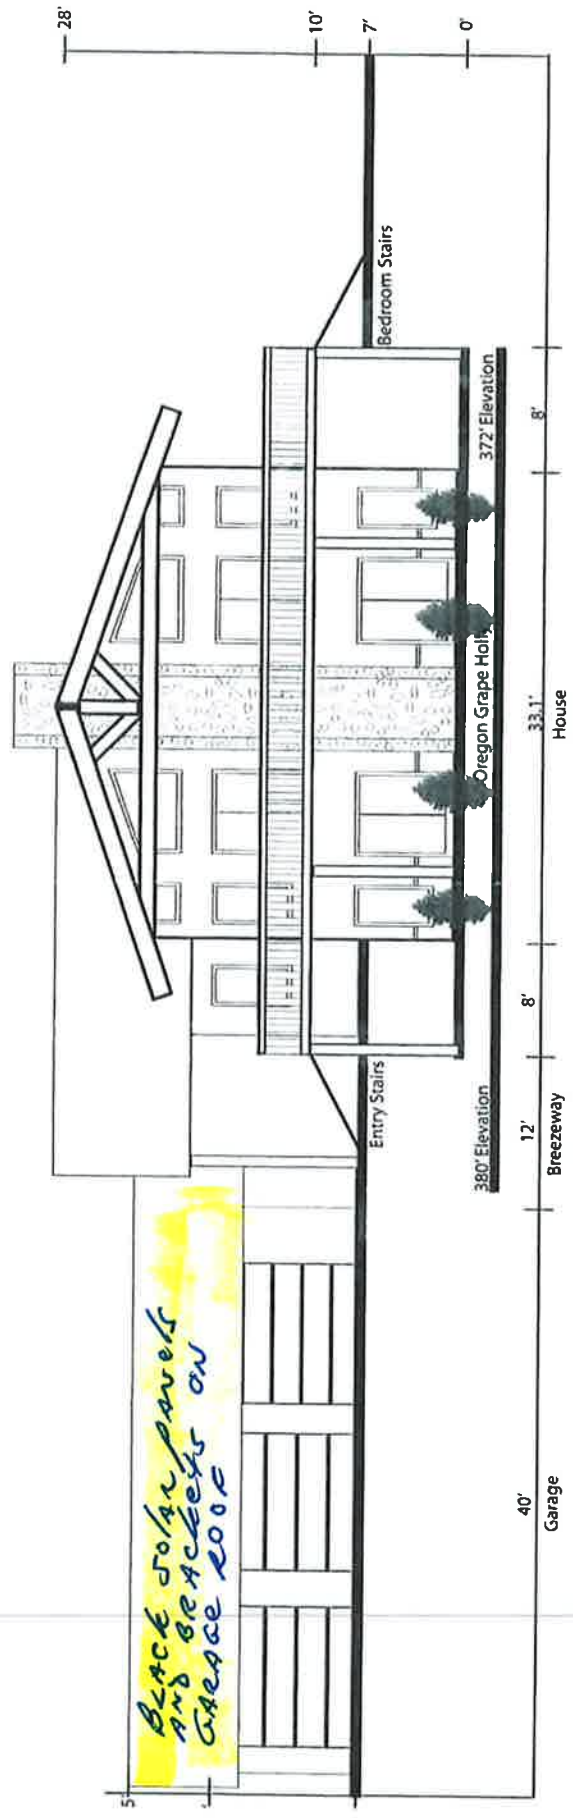 28'
10'
7'
0'
BLACK SOLAR PANELS
AND BRACKETS ON
GARAGE ROOF
5'
Entry Stairs
Bedroom Stairs
380' Elevation
Oregon Grape Holly
372' Elevation
40'
12'
8'
33.1'
8'
Garage
Breezeway
House